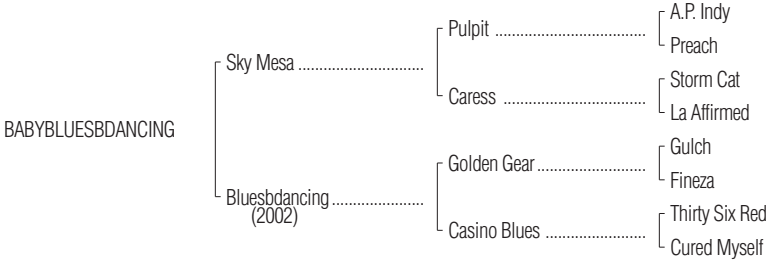 A.P. Indy
Pulpit ....................................
Preach
Sky Mesa ..............................
Storm Cat
Caress ..................................
La Affirmed
BABYBLUESBDANCING
Gulch
Golden Gear ..........................
Fineza
Bluesbdancing ......................
(2002)
Thirty Six Red
Casino Blues ........................
Cured Myself